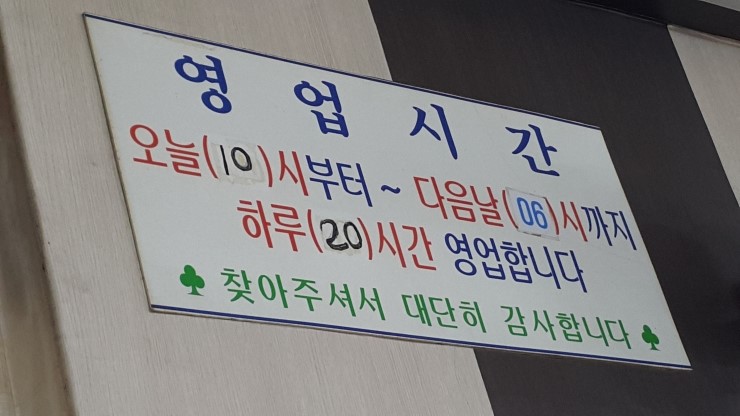 영업시간
오늘(10)시부터 ~ 다음날(06)시까지
하루(20)시간 영업합니다
♣ 찾아주셔서 대단히 감사합니다 ♣